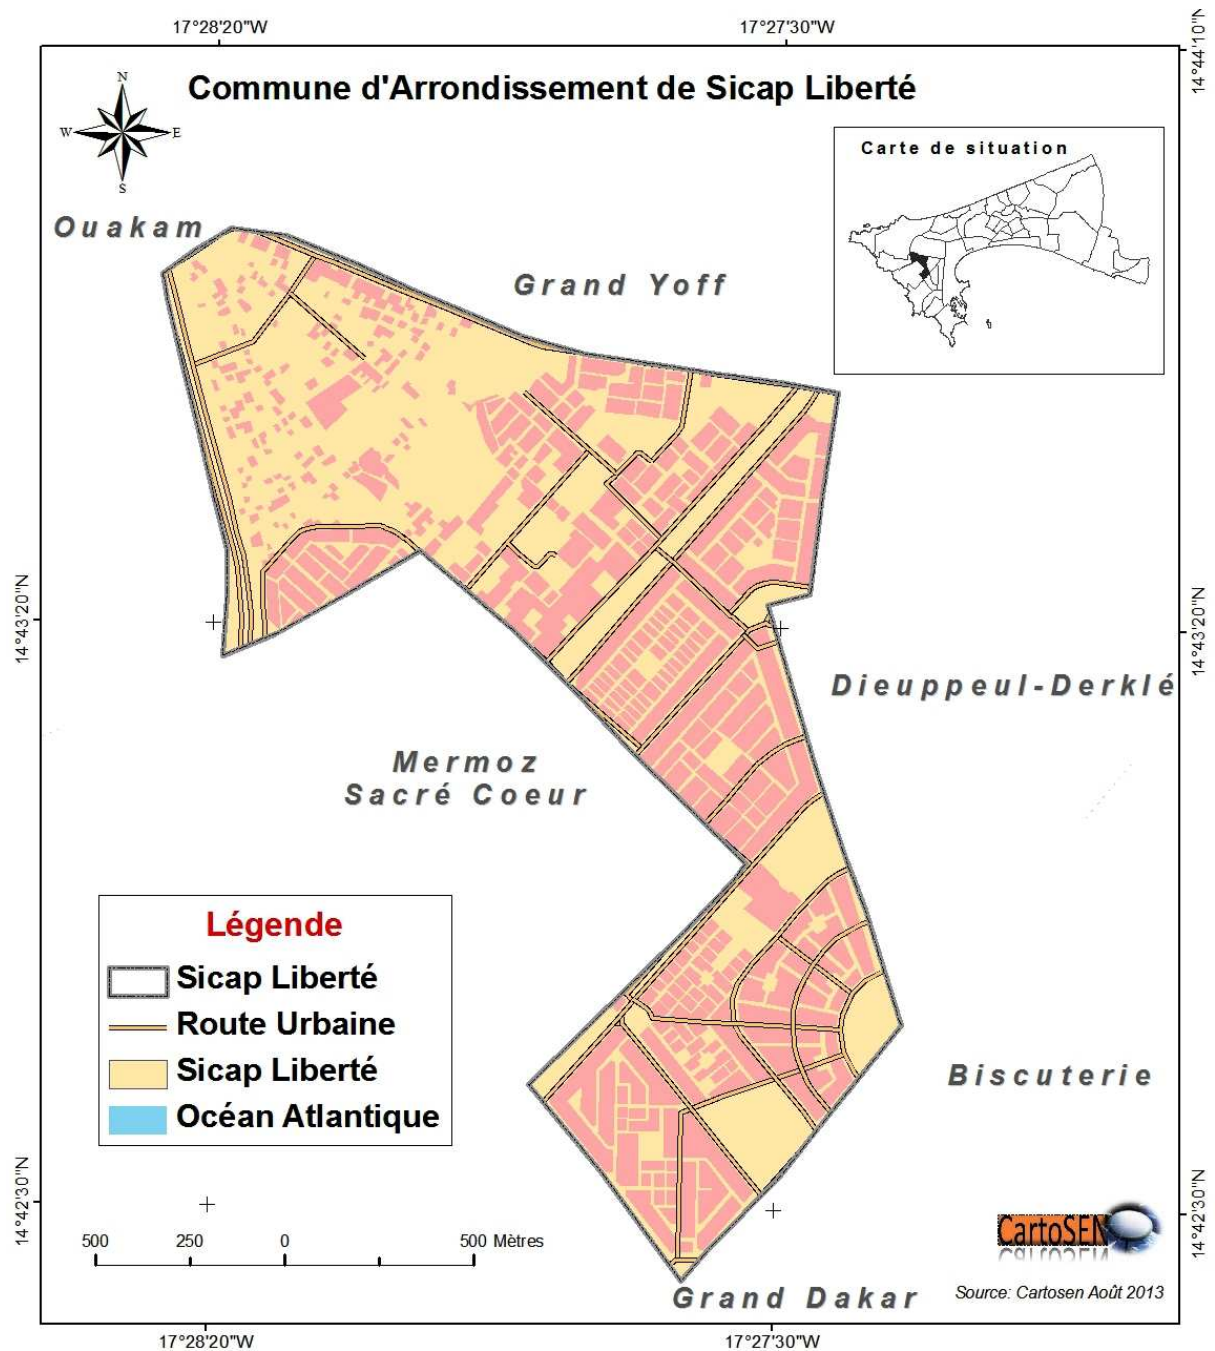 17°28'20"W
17°27'30"W
14°44'10"N
Commune d'Arrondissement de Sicap Liberté
N
W
E
S
Carte de situation
Ouakam
Grand Yoff
14°43'20"N
14°43'20"N
Dieuppeul-Derklé
Mermoz
Sacré Coeur
Légende
Sicap Liberté
Route Urbaine
Sicap Liberté
Océan Atlantique
Biscuterie
14°42'30"N
14°42'30"N
500
250
0
500 Mètres
CartoSEN
Source: Cartosen Août 2013
Grand Dakar
17°28'20"W
17°27'30"W